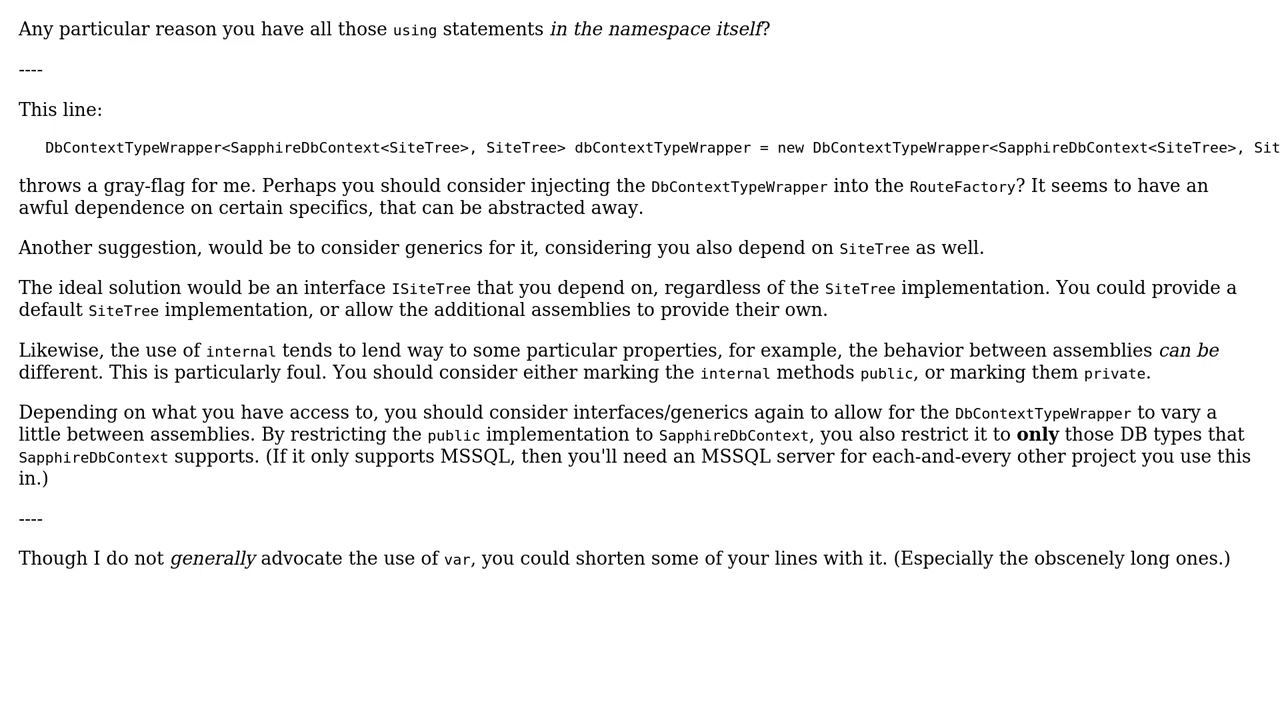 Any particular reason you have all those using statements in the namespace itself?
----
This line:
DbContextTypeWrapper<SapphireDbContext<SiteTree>, SiteTree> dbContextTypeWrapper = new DbContextTypeWrapper<SapphireDbContext<SiteTree>, Sit
throws a gray-flag for me. Perhaps you should consider injecting the DbContextTypeWrapper into the RouteFactory? It seems to have an
awful dependence on certain specifics, that can be abstracted away.
Another suggestion, would be to consider generics for it, considering you also depend on SiteTree as well.
The ideal solution would be an interface ISiteTree that you depend on, regardless of the SiteTree implementation. You could provide a
default SiteTree implementation, or allow the additional assemblies to provide their own.
Likewise, the use of internal tends to lend way to some particular properties, for example, the behavior between assemblies can be
different. This is particularly foul. You should consider either marking the internal methods public, or marking them private.
Depending on what you have access to, you should consider interfaces/generics again to allow for the DbContextTypeWrapper to vary a
little between assemblies. By restricting the public implementation to SapphireDbContext, you also restrict it to only those DB types that
SapphireDbContext supports. (If it only supports MSSQL, then you'll need an MSSQL server for each-and-every other project you use this
in.)
----
Though I do not generally advocate the use of var, you could shorten some of your lines with it. (Especially the obscenely long ones.)